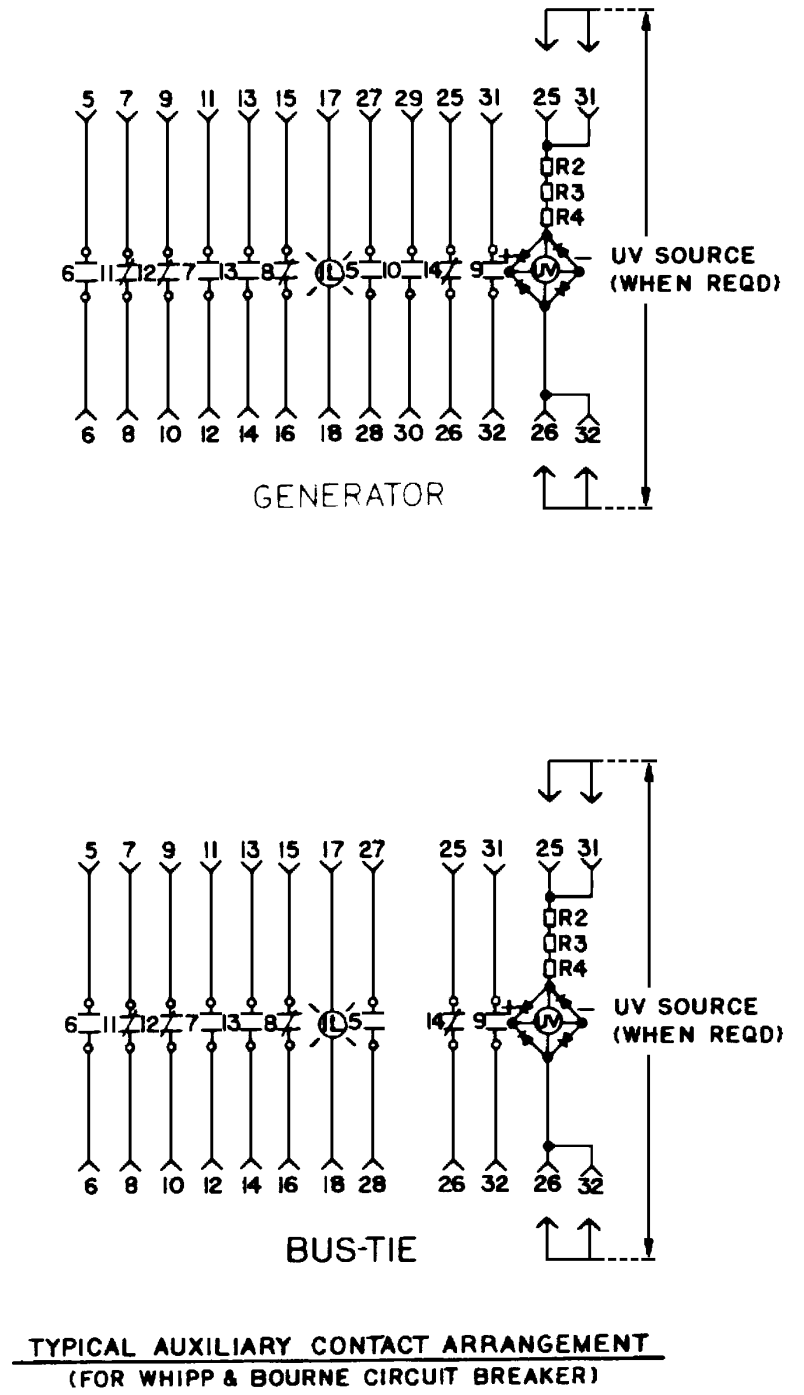 5 7 9 11 13 15 17 27 29 25 31 25 31
R2
R3
R4
6 11 12 7 13 8 IL 5 10 14 9 + UV − UV SOURCE
(WHEN REQD)
6 8 10 12 14 16 18 28 30 26 32 26 32
GENERATOR
5 7 9 11 13 15 17 27 25 31 25 31
R2
R3
R4
6 11 12 7 13 8 IL 5 14 9 + UV − UV SOURCE
(WHEN REQD)
6 8 10 12 14 16 18 28 26 32 26 32
BUS-TIE
TYPICAL AUXILIARY CONTACT ARRANGEMENT
(FOR WHIPP & BOURNE CIRCUIT BREAKER)